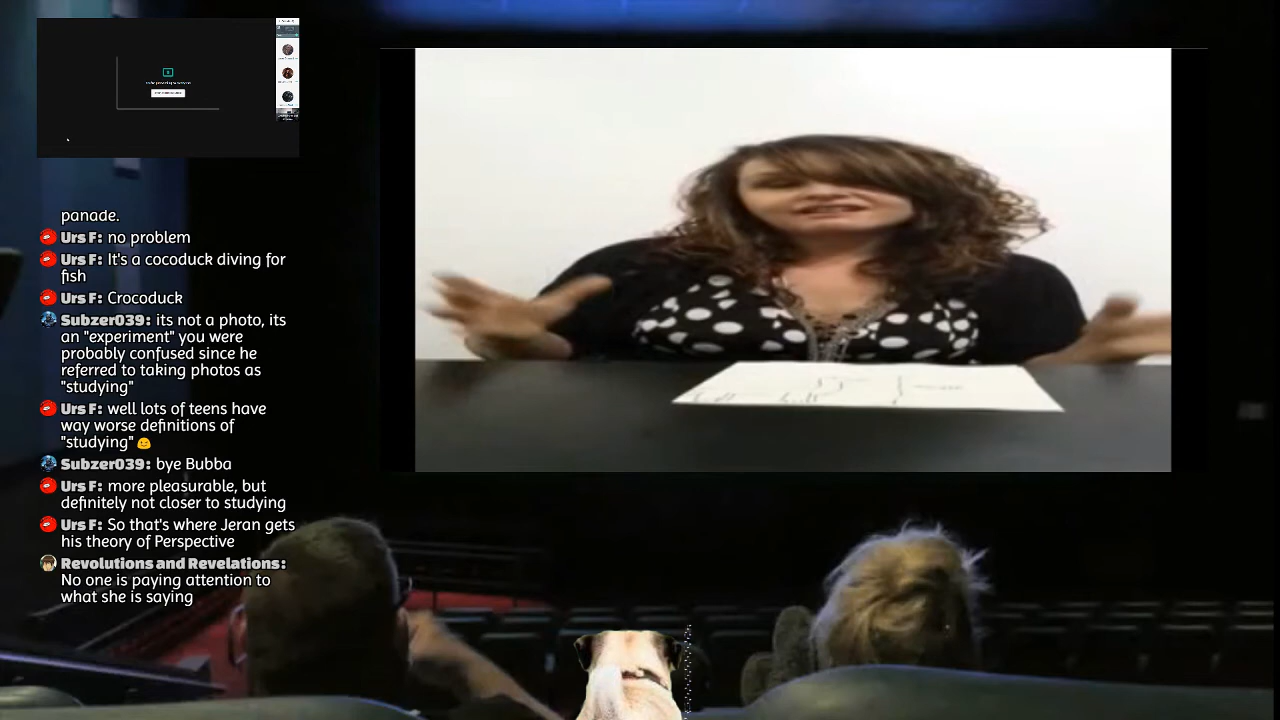 panade.
Urs F: no problem
Urs F: It's a cocoduck diving for
fish
Urs F: Crocoduck
Subzer039: its not a photo, its
an "experiment" you were
probably confused since he
referred to taking photos as
"studying"
Urs F: well lots of teens have
way worse definitions of
"studying"
Subzer039: bye Bubba
Urs F: more pleasurable, but
definitely not closer to studying
Urs F: So that's where Jeran gets
his theory of Perspective
Revolutions and Revelations:
No one is paying attention to
what she is saying